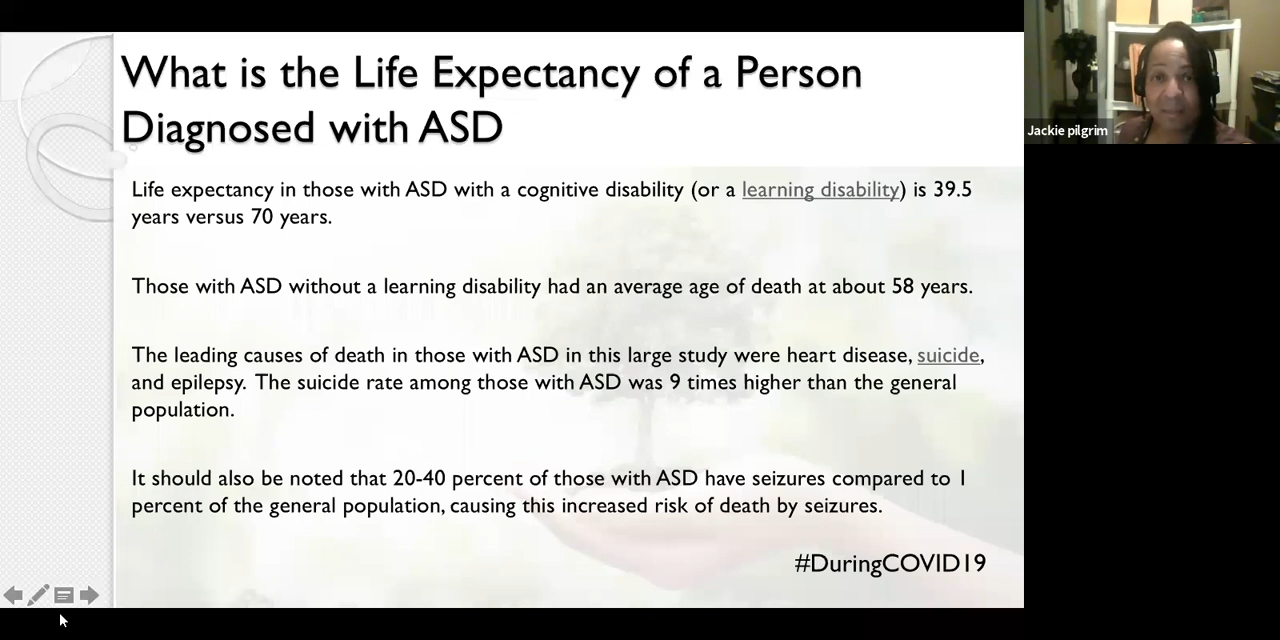 What is the Life Expectancy of a Person
Diagnosed with ASD
Life expectancy in those with ASD with a cognitive disability (or a learning disability) is 39.5
years versus 70 years.
Those with ASD without a learning disability had an average age of death at about 58 years.
The leading causes of death in those with ASD in this large study were heart disease, suicide,
and epilepsy. The suicide rate among those with ASD was 9 times higher than the general
population.
It should also be noted that 20-40 percent of those with ASD have seizures compared to 1
percent of the general population, causing this increased risk of death by seizures.
#DuringCOVID19
Jackie pilgrim